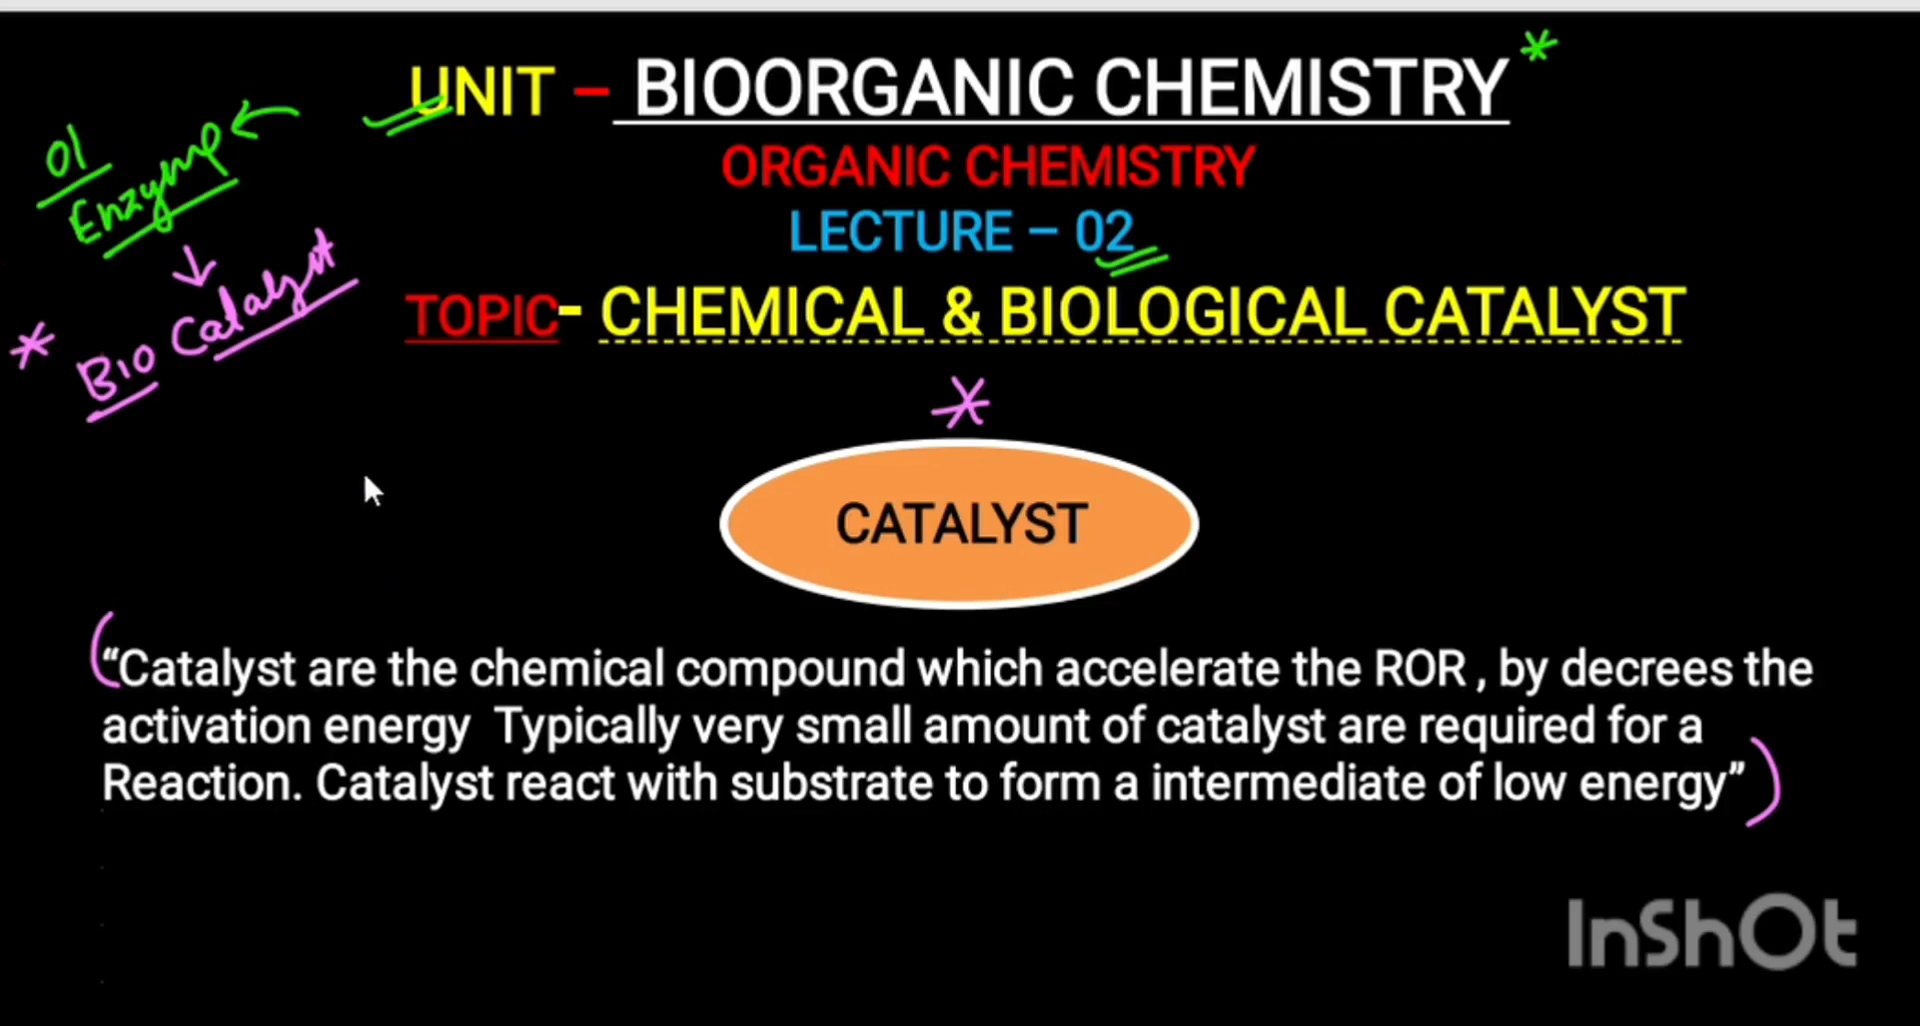 UNIT – BIOORGANIC CHEMISTRY *
ORGANIC CHEMISTRY
LECTURE – 02
01
Enzyme
* Bio Catalyst
TOPIC- CHEMICAL & BIOLOGICAL CATALYST
*
CATALYST
“Catalyst are the chemical compound which accelerate the ROR , by decrees the
activation energy Typically very small amount of catalyst are required for a
Reaction. Catalyst react with substrate to form a intermediate of low energy”
InShOt